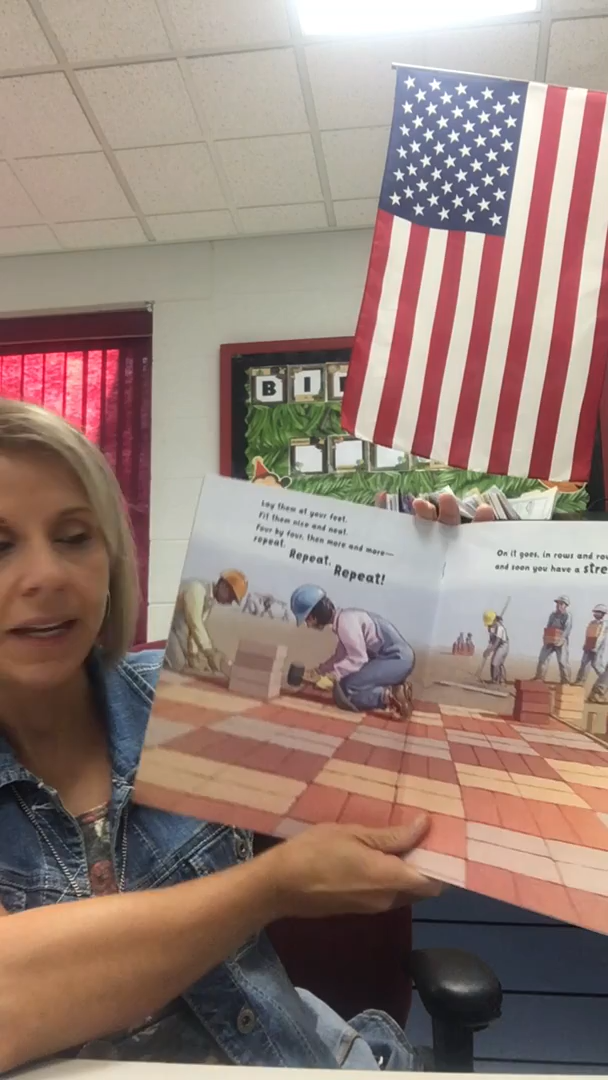 BI
Lay them at your feet.
Fit them nice and neat.
Four by four, then more and more—
repeat. Repeat. Repeat!
On it goes, in rows and
and soon you have a